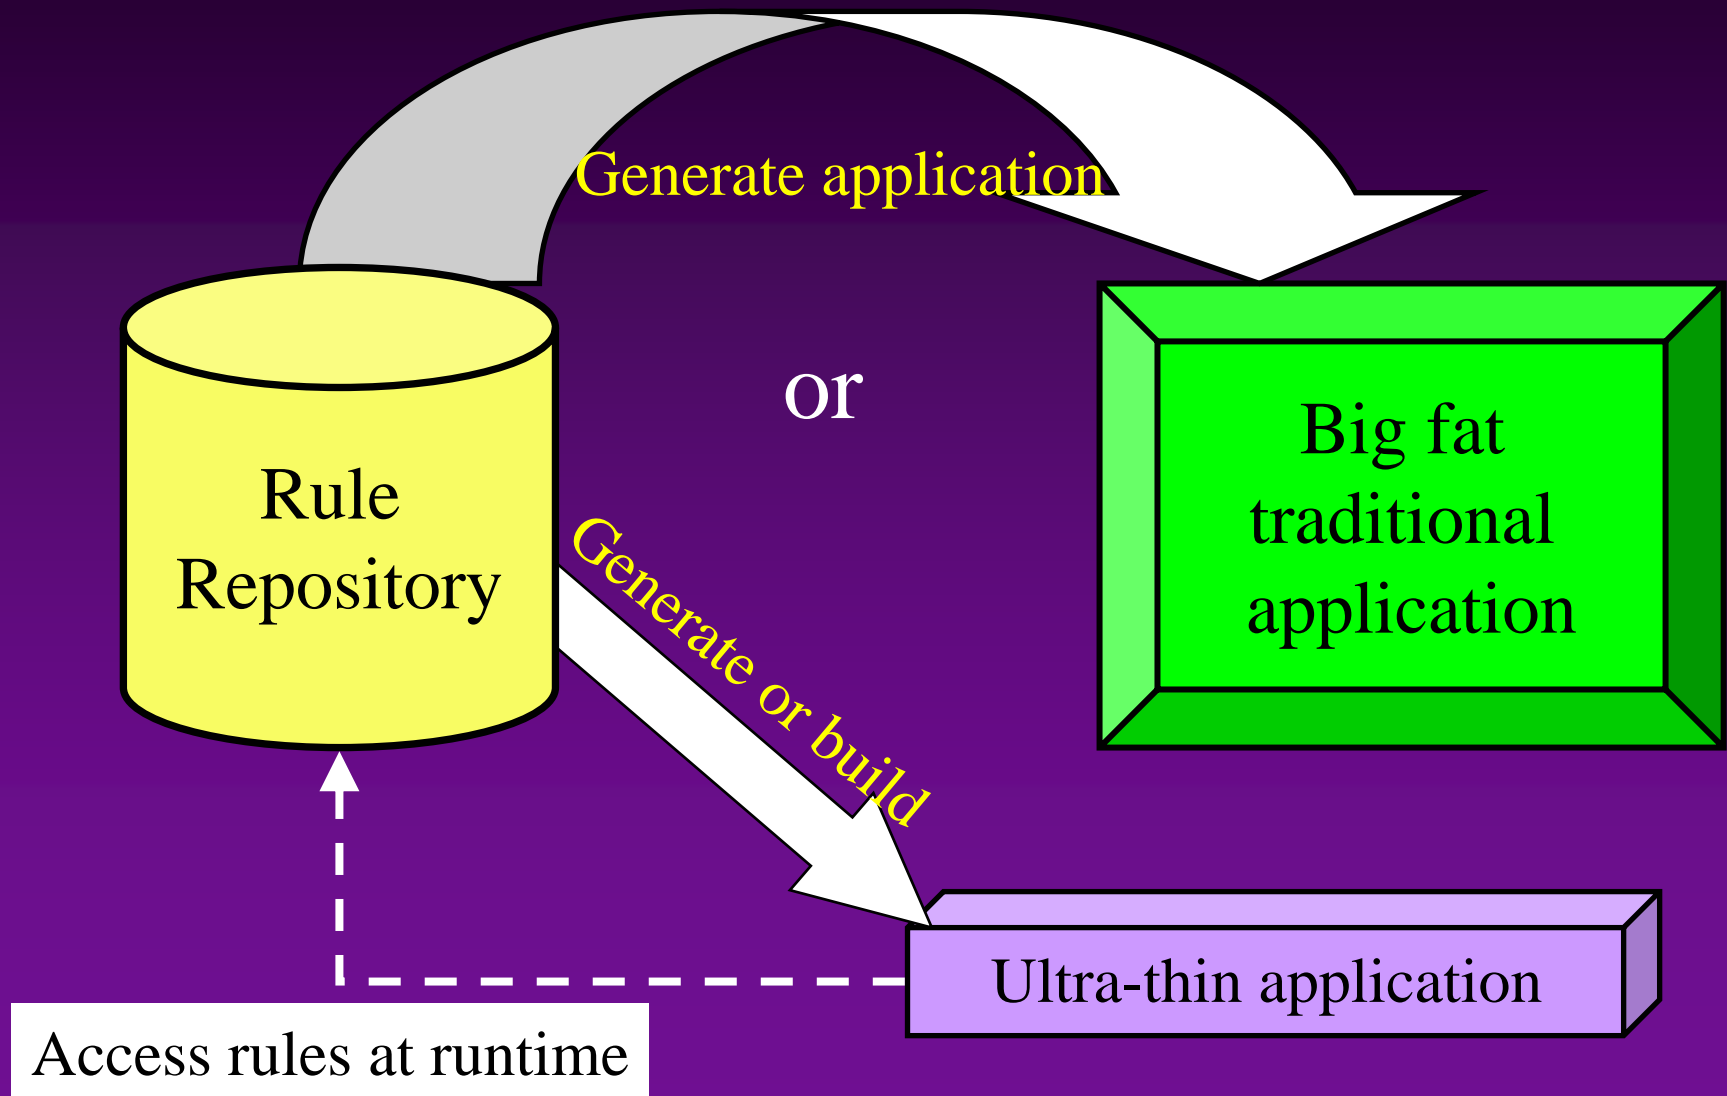 Generate application
or
Rule
Repository
Big fat
traditional
application
Generate or build
Ultra-thin application
Access rules at runtime